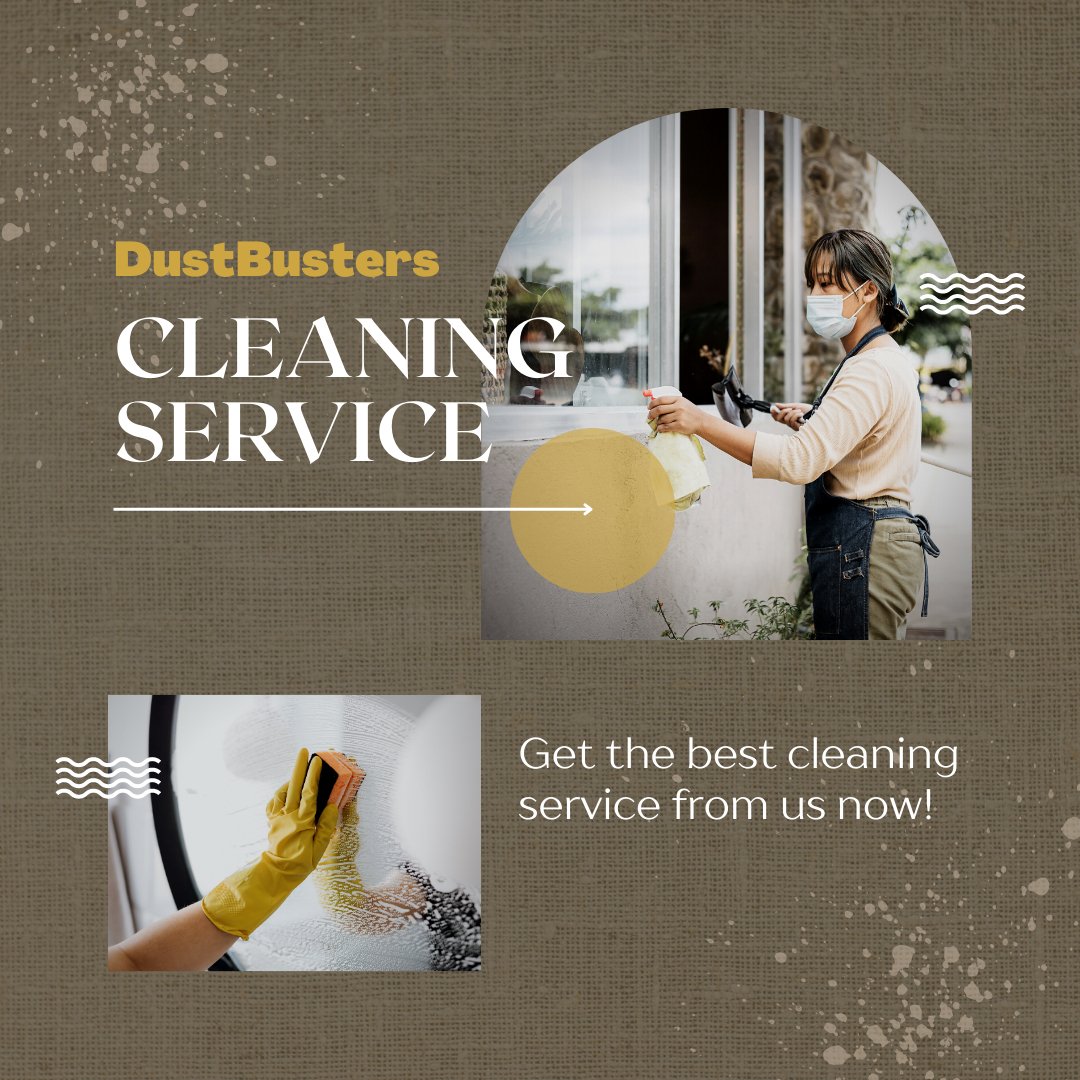 DustBusters
CLEANING
SERVICE
Get the best cleaning
service from us now!